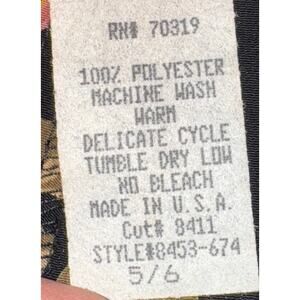 RN# 70319
100% POLYESTER
MACHINE WASH
WARM
DELICATE CYCLE
TUMBLE DRY LOW
NO BLEACH
MADE IN U.S.A.
Cut# 8411
STYLE#8453-674
5/6